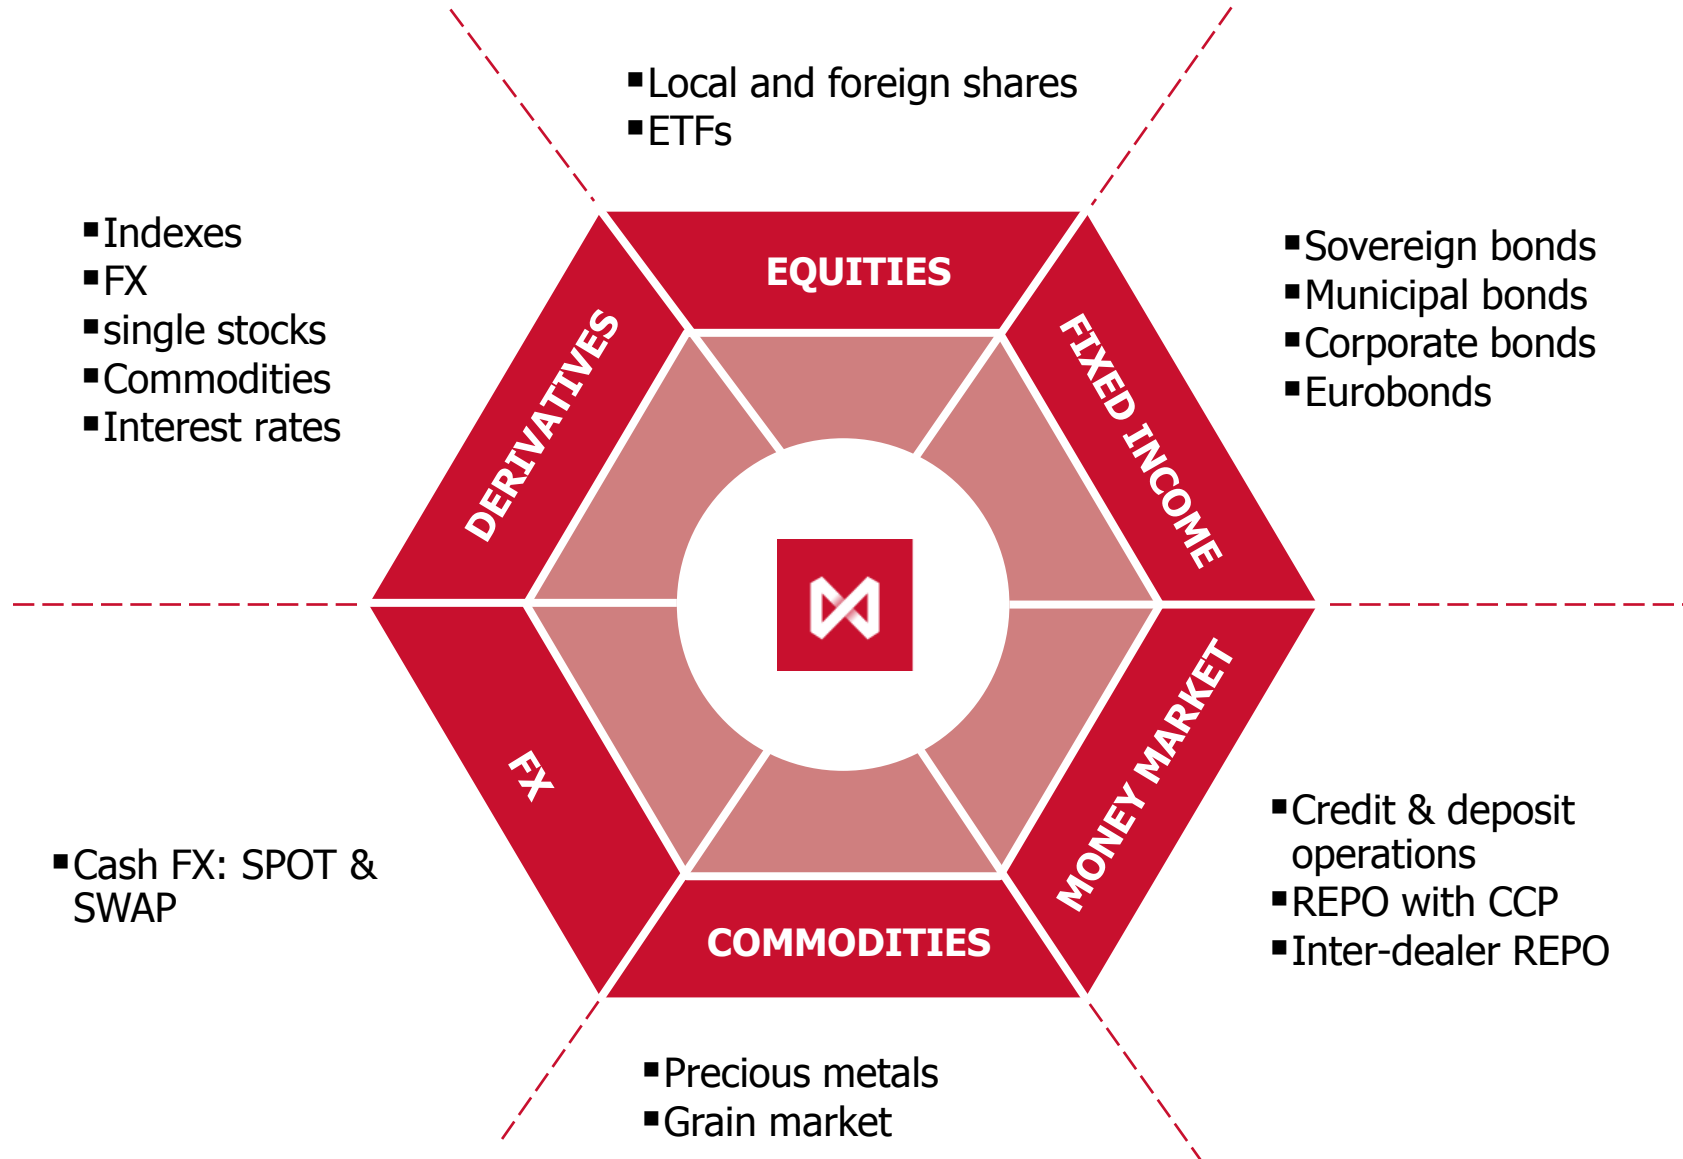 ▪Local and foreign shares
▪ETFs
EQUITIES
▪Indexes
▪FX
▪single stocks
▪Commodities
▪Interest rates
DERIVATIVES
FIXED INCOME
▪Sovereign bonds
▪Municipal bonds
▪Corporate bonds
▪Eurobonds
FX
▪Cash FX: SPOT &
SWAP
MONEY MARKET
▪Credit & deposit
operations
▪REPO with CCP
▪Inter-dealer REPO
COMMODITIES
▪Precious metals
▪Grain market